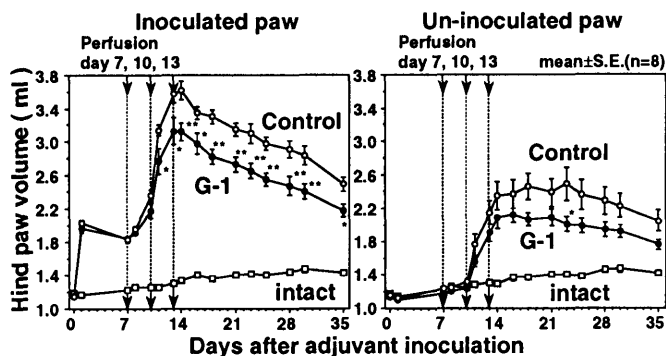 Inoculated paw
Un-inoculated paw
Perfusion
day 7, 10, 13
Perfusion
day 7, 10, 13
mean±S.E.(n=8)
Hind paw volume (ml)
3.8
3.4
3.0
2.6
2.2
1.8
1.4
1.0
Control
**
*
*
**
*
**
**
**
**
**
**
*
G-1
intact
0 7 14 21 28 35
3.8
3.4
3.0
2.6
2.2
1.8
1.4
1.0
Control
*
G-1
intact
0 7 14 21 28 35
Days after adjuvant inoculation